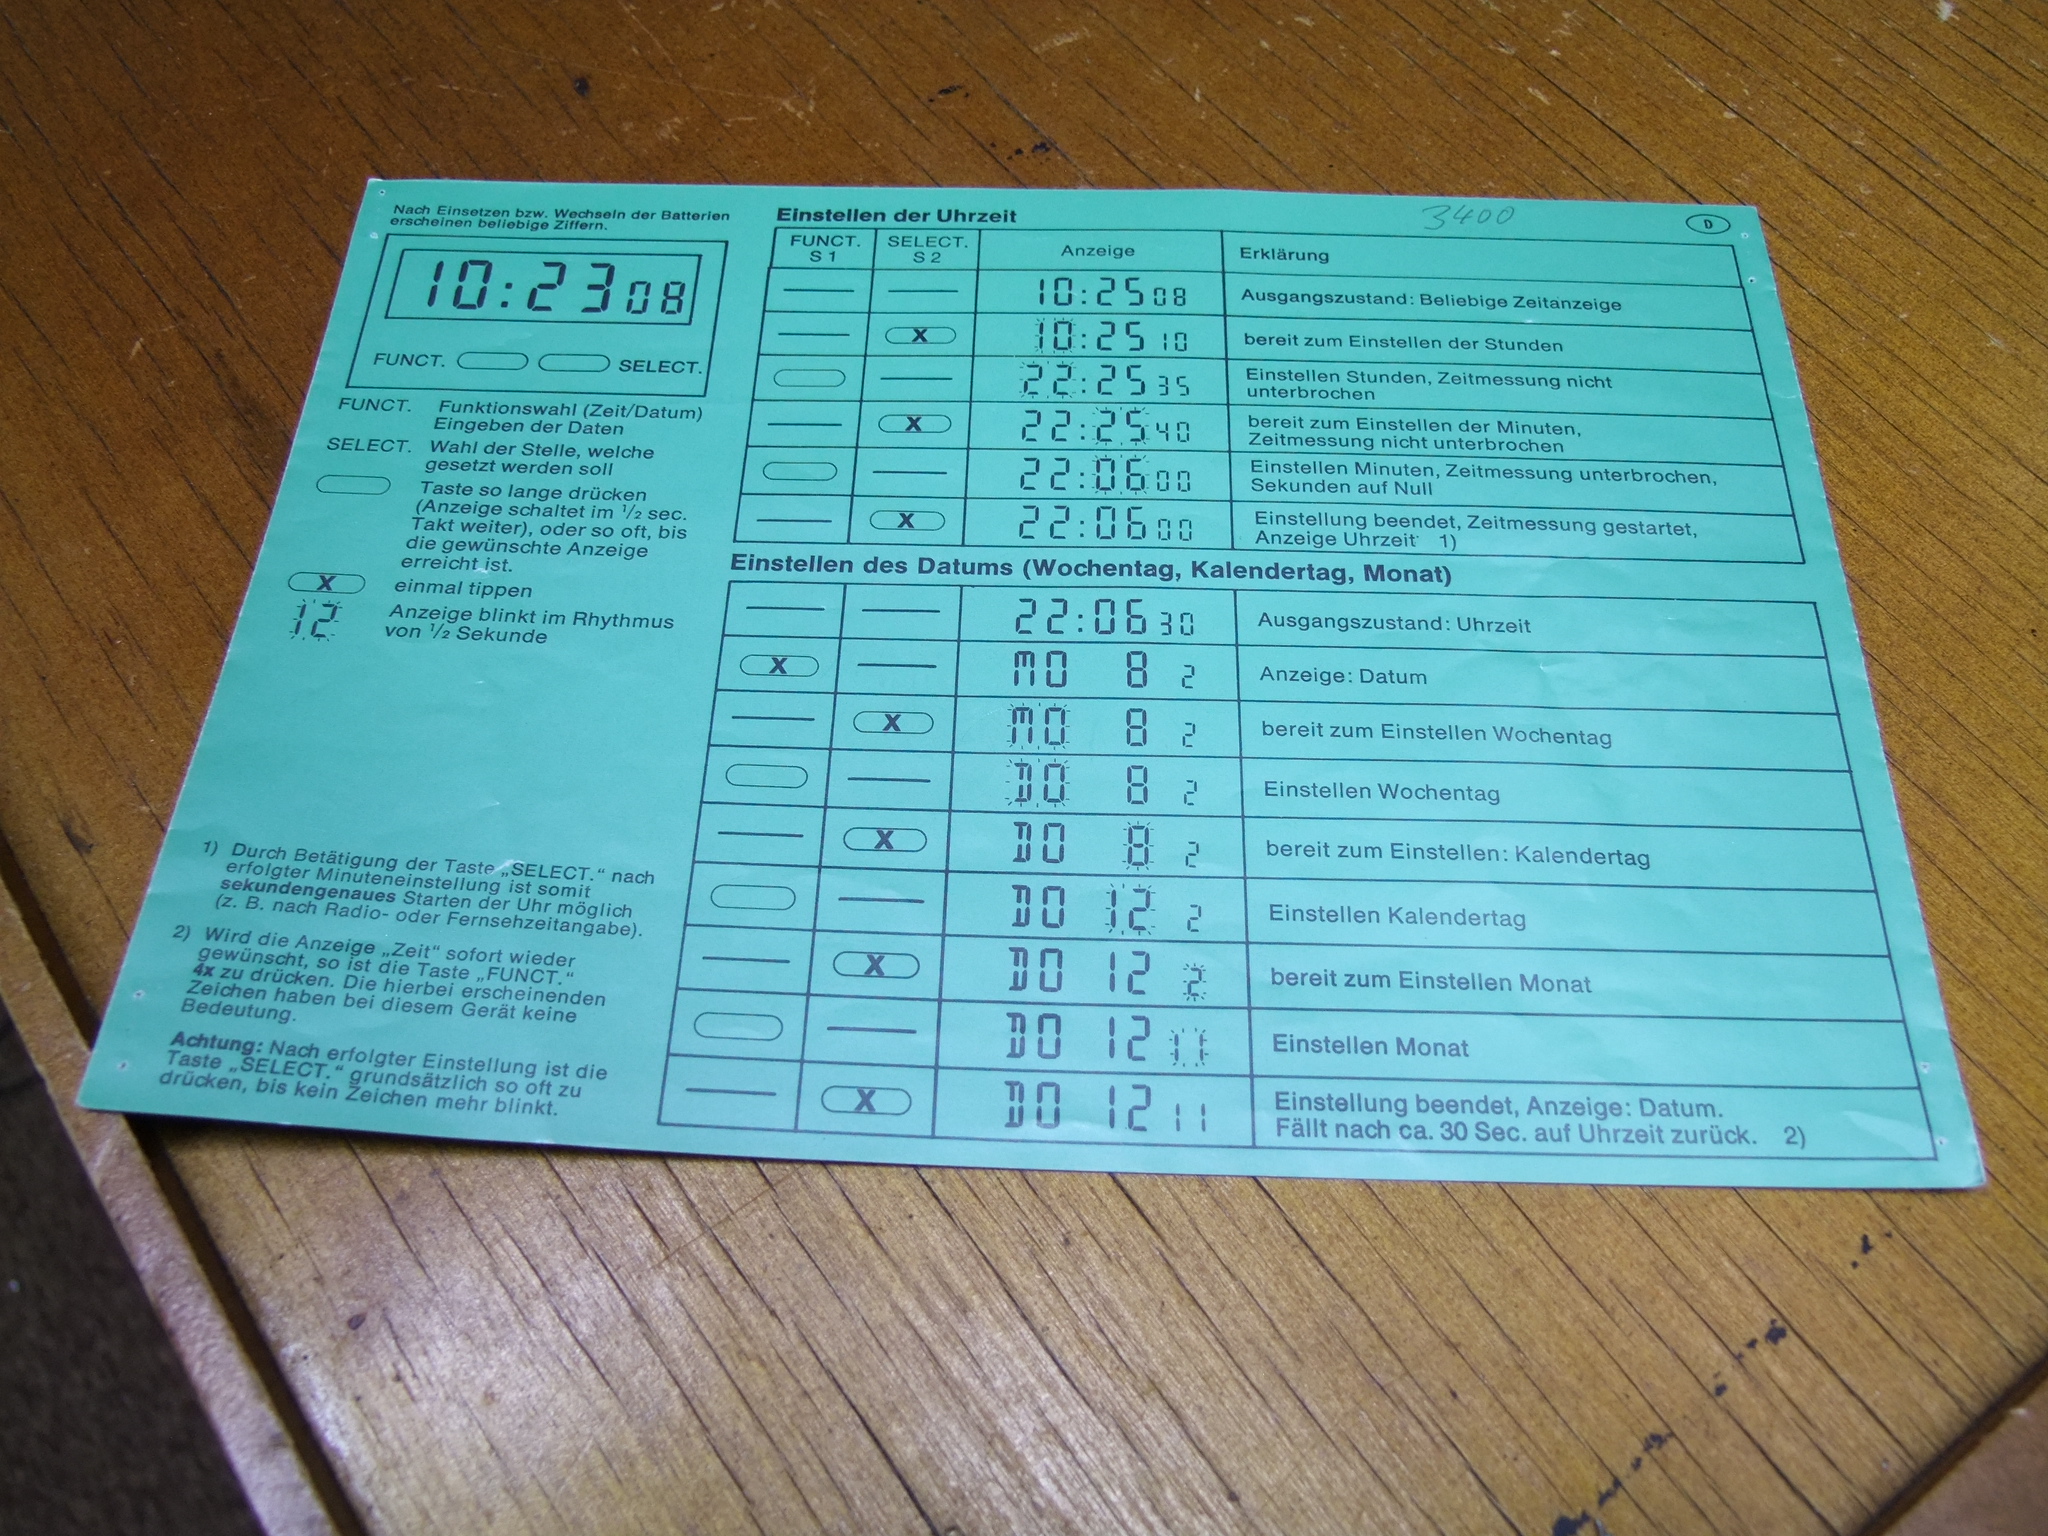 Nach Einsetzen bzw. Wechseln der Batterien
erscheinen beliebige Ziffern.
10:23 08
FUNCT. SELECT.
FUNCT. Funktionswahl (Zeit/Datum)
Eingeben der Daten
SELECT. Wahl der Stelle, welche
gesetzt werden soll
Taste so lange drücken
(Anzeige schaltet im 1/2 sec.
Takt weiter), oder so oft, bis
die gewünschte Anzeige
erreicht ist.
X einmal tippen
12 Anzeige blinkt im Rhythmus
von 1/2 Sekunde
1) Durch Betätigung der Taste „SELECT.“ nach
erfolgter Minuteneinstellung ist somit
sekundengenaues Starten der Uhr möglich
(z. B. nach Radio- oder Fernsehzeitangabe).
2) Wird die Anzeige „Zeit“ sofort wieder
gewünscht, so ist die Taste „FUNCT.“
4x zu drücken. Die hierbei erscheinenden
Zeichen haben bei diesem Gerät keine
Bedeutung.
Achtung: Nach erfolgter Einstellung ist die
Taste „SELECT.“ grundsätzlich so oft zu
drücken, bis kein Zeichen mehr blinkt.
Einstellen der Uhrzeit
3400
D
FUNCT. S 1 SELECT. S 2 Anzeige Erklärung
10:25 08 Ausgangszustand: Beliebige Zeitanzeige
X 10:25 10 bereit zum Einstellen der Stunden
22:25 35 Einstellen Stunden, Zeitmessung nicht
unterbrochen
X 22:25 40 bereit zum Einstellen der Minuten,
Zeitmessung nicht unterbrochen
22:06 00 Einstellen Minuten, Zeitmessung unterbrochen,
Sekunden auf Null
X 22:06 00 Einstellung beendet, Zeitmessung gestartet,
Anzeige Uhrzeit 1)
Einstellen des Datums (Wochentag, Kalendertag, Monat)
22:06 30 Ausgangszustand: Uhrzeit
X MO 8 2 Anzeige: Datum
X MO 8 2 bereit zum Einstellen Wochentag
DO 8 2 Einstellen Wochentag
X DO 8 2 bereit zum Einstellen: Kalendertag
DO 12 2 Einstellen Kalendertag
X DO 12 2 bereit zum Einstellen Monat
DO 12 11 Einstellen Monat
X DO 12 11 Einstellung beendet, Anzeige: Datum.
Fällt nach ca. 30 Sec. auf Uhrzeit zurück. 2)